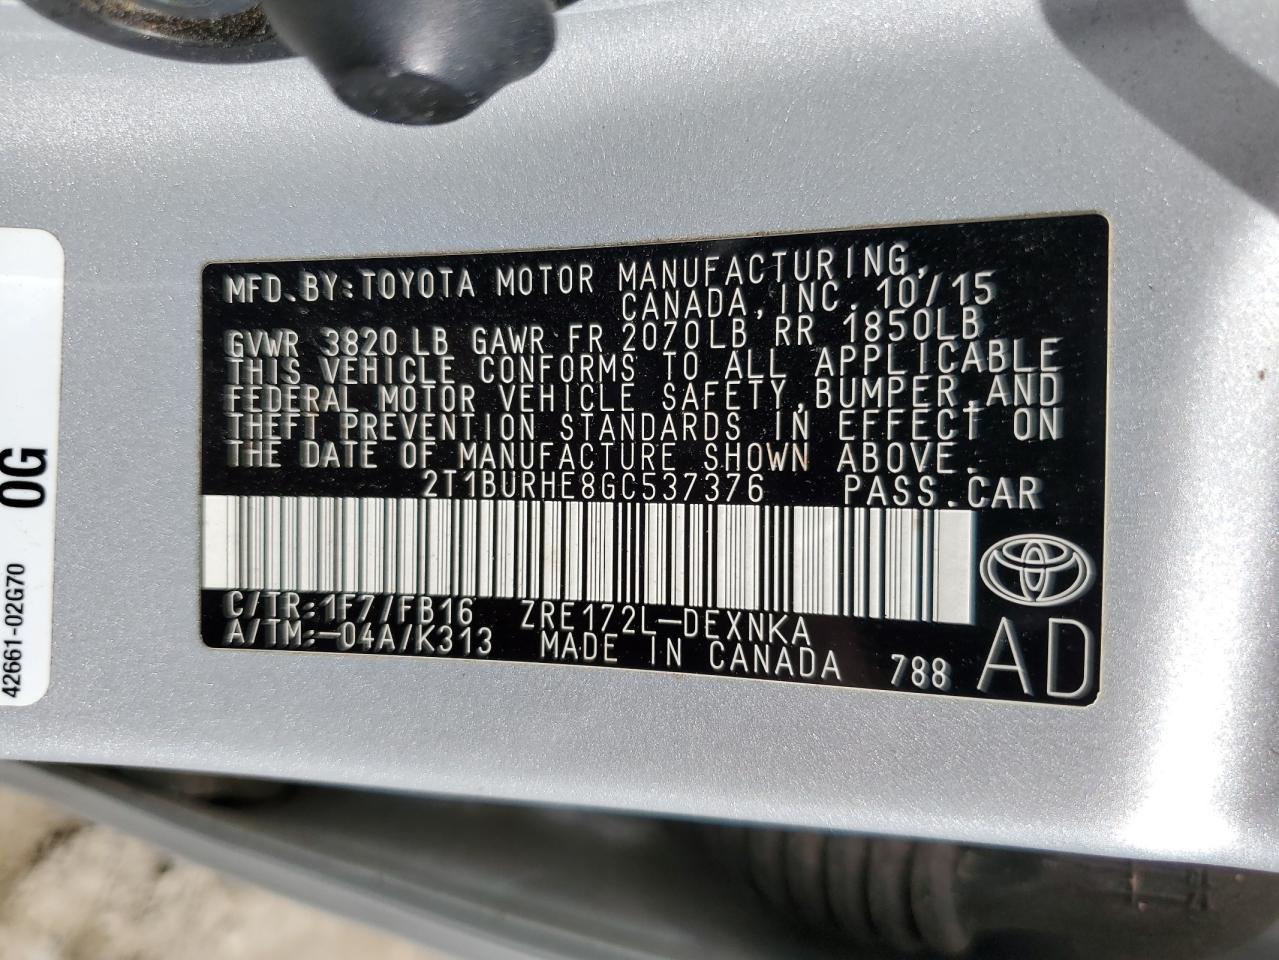 MFD. BY: TOYOTA MOTOR MANUFACTURING,
CANADA, INC. 10/15
GVWR 3820 LB GAWR FR 2070LB RR 1850LB
THIS VEHICLE CONFORMS TO ALL APPLICABLE
FEDERAL MOTOR VEHICLE SAFETY, BUMPER, AND
THEFT PREVENTION STANDARDS IN EFFECT ON
THE DATE OF MANUFACTURE SHOWN ABOVE.
2T1BURHE8GC537376 PASS. CAR
C/TR: 1F7/FB16 ZRE172L-DEXNKA
A/TM: -04A/K313 MADE IN CANADA 788 AD
0G
42661-02G70